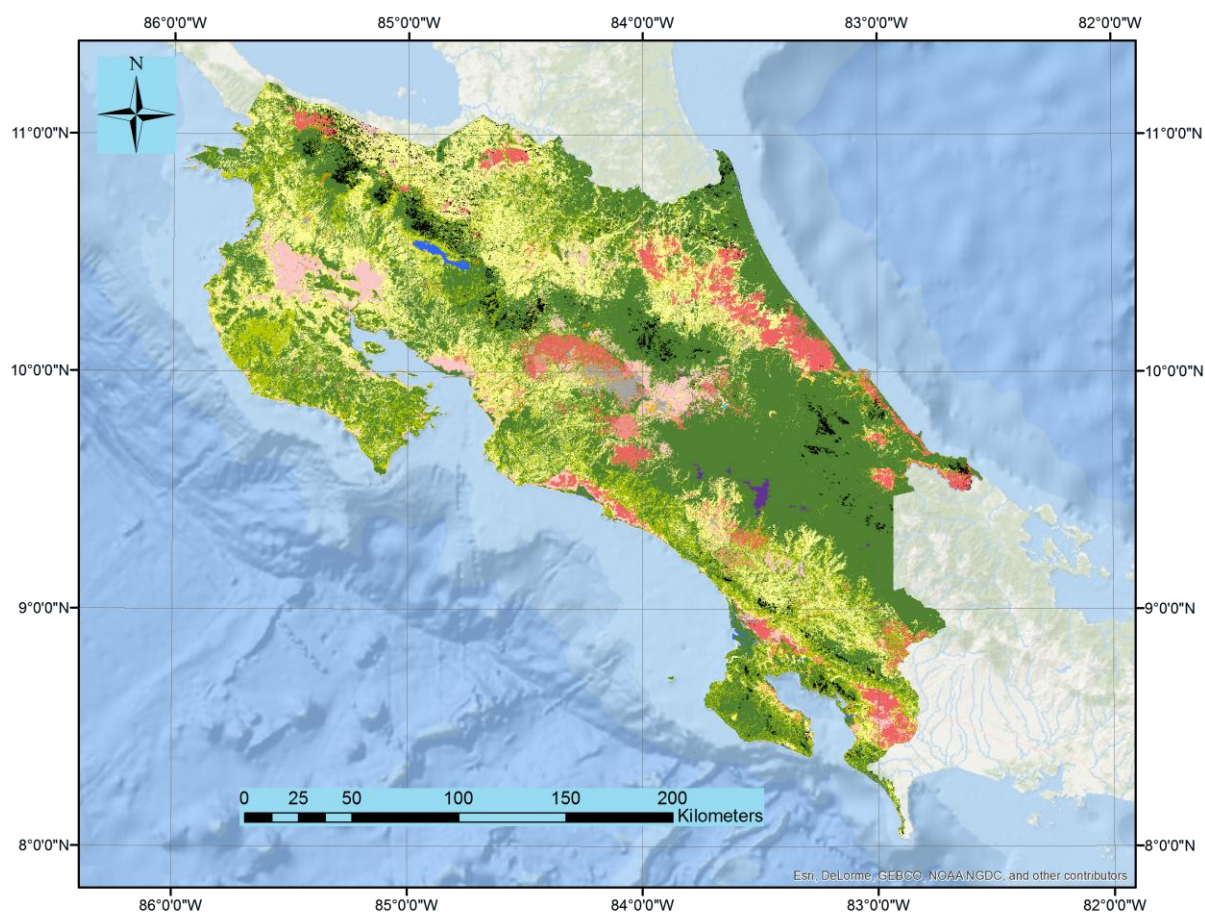 86°0'0"W 85°0'0"W 84°0'0"W 83°0'0"W 82°0'0"W
N
11°0'0"N 11°0'0"N
10°0'0"N 10°0'0"N
9°0'0"N 9°0'0"N
0 25 50 100 150 200
Kilometers
8°0'0"N 8°0'0"N
Esri, DeLorme, GEBCO, NOAA NGDC, and other contributors
86°0'0"W 85°0'0"W 84°0'0"W 83°0'0"W 82°0'0"W